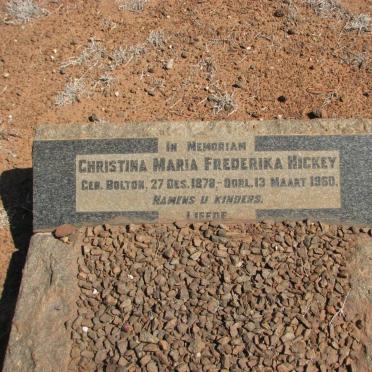 IN MEMORIAM
CHRISTINA MARIA FREDERIKA HICKEY
GEB. BOLTON. 27 DES. 1878 - OORL. 13 MAART 1960.
NAMENS U KINDERS.
LIEFDE